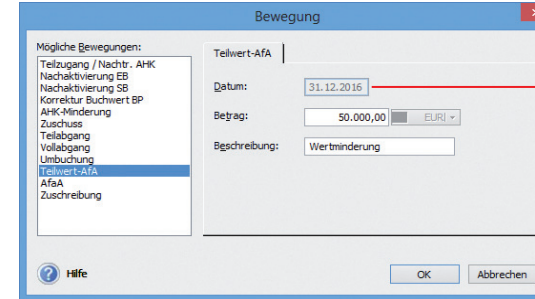 Bewegung
Mögliche Bewegungen:
Teilzugang / Nachtr. AHK
Nachaktivierung EB
Nachaktivierung SB
Korrektur Buchwert BP
AHK-Minderung
Zuschuss
Teilabgang
Vollabgang
Umbuchung
Teilwert-AfA
AfaA
Zuschreibung
Teilwert-AfA
Datum: 31.12.2016
Betrag: 50.000,00 EUR
Beschreibung: Wertminderung
Hilfe
OK Abbrechen